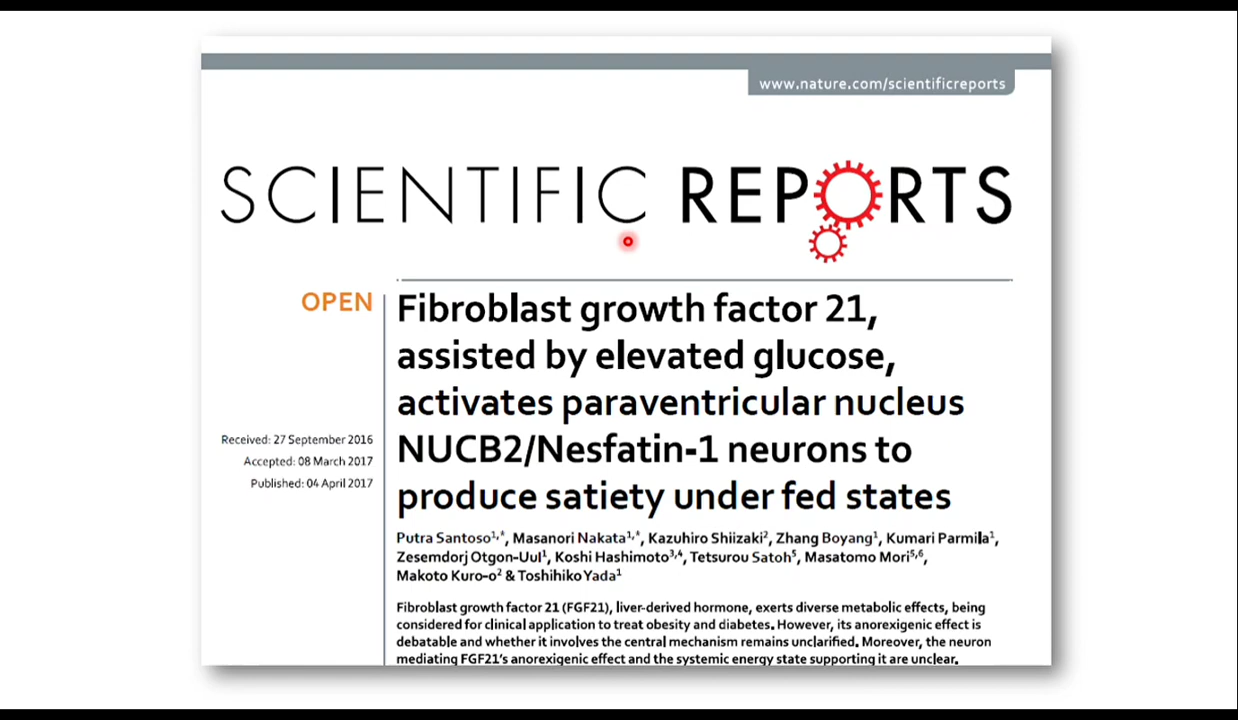 www.nature.com/scientificreports
SCIENTIFIC REPORTS
OPEN
Fibroblast growth factor 21,
assisted by elevated glucose,
activates paraventricular nucleus
NUCB2/Nesfatin-1 neurons to
produce satiety under fed states
Received: 27 September 2016
Accepted: 08 March 2017
Published: 04 April 2017
Putra Santoso1,*, Masanori Nakata1,*, Kazuhiro Shiizaki2, Zhang Boyang1, Kumari Parmila1,
Zesemdorj Otgon-Uul1, Koshi Hashimoto3,4, Tetsurou Satoh5, Masatomo Mori5,6,
Makoto Kuro-o2 & Toshihiko Yada1
Fibroblast growth factor 21 (FGF21), liver-derived hormone, exerts diverse metabolic effects, being
considered for clinical application to treat obesity and diabetes. However, its anorexigenic effect is
debatable and whether it involves the central mechanism remains unclarified. Moreover, the neuron
mediating FGF21's anorexigenic effect and the systemic energy state supporting it are unclear.